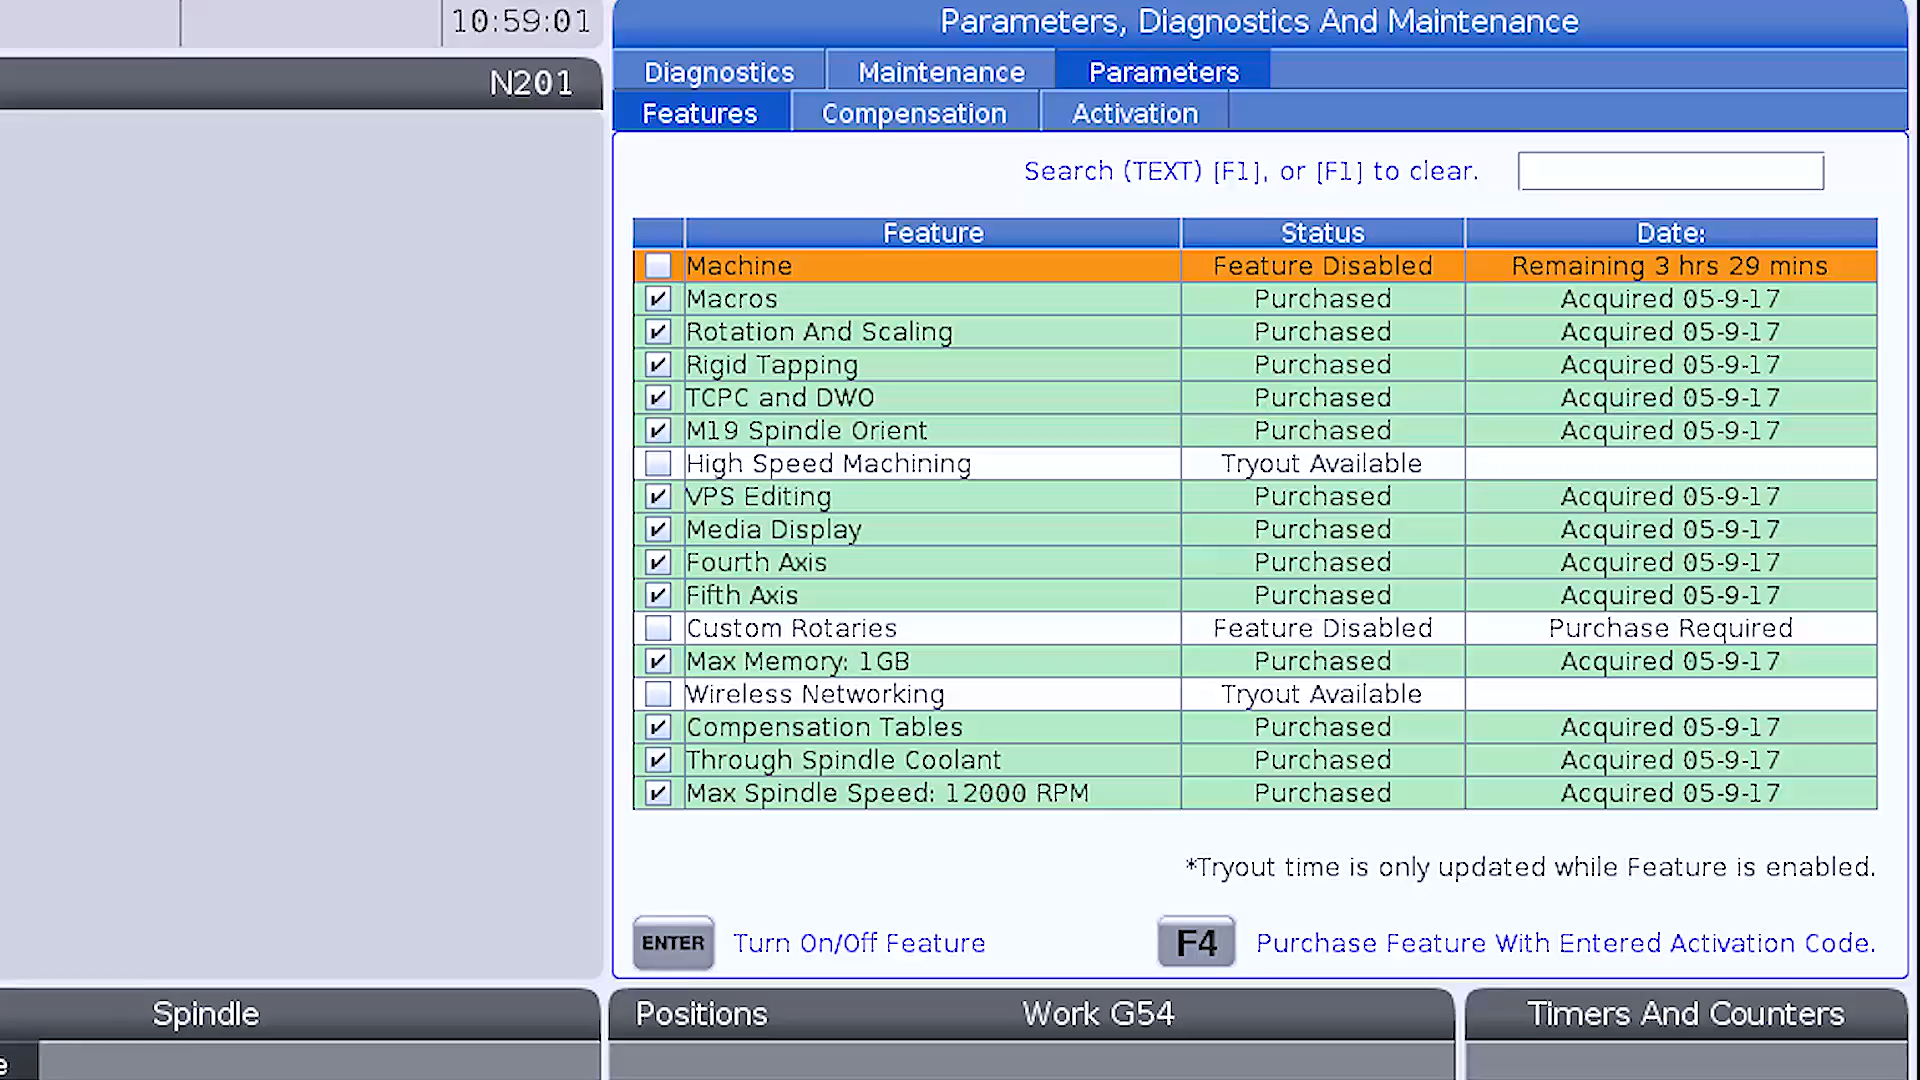 10:59:01
N201
Parameters, Diagnostics And Maintenance
Diagnostics Maintenance Parameters
Features Compensation Activation
Search (TEXT) [F1], or [F1] to clear.
Feature Status Date:
Machine Feature Disabled Remaining 3 hrs 29 mins
Macros Purchased Acquired 05-9-17
Rotation And Scaling Purchased Acquired 05-9-17
Rigid Tapping Purchased Acquired 05-9-17
TCPC and DWO Purchased Acquired 05-9-17
M19 Spindle Orient Purchased Acquired 05-9-17
High Speed Machining Tryout Available
VPS Editing Purchased Acquired 05-9-17
Media Display Purchased Acquired 05-9-17
Fourth Axis Purchased Acquired 05-9-17
Fifth Axis Purchased Acquired 05-9-17
Custom Rotaries Feature Disabled Purchase Required
Max Memory: 1GB Purchased Acquired 05-9-17
Wireless Networking Tryout Available
Compensation Tables Purchased Acquired 05-9-17
Through Spindle Coolant Purchased Acquired 05-9-17
Max Spindle Speed: 12000 RPM Purchased Acquired 05-9-17
*Tryout time is only updated while Feature is enabled.
ENTER Turn On/Off Feature F4 Purchase Feature With Entered Activation Code.
Spindle Positions Work G54 Timers And Counters